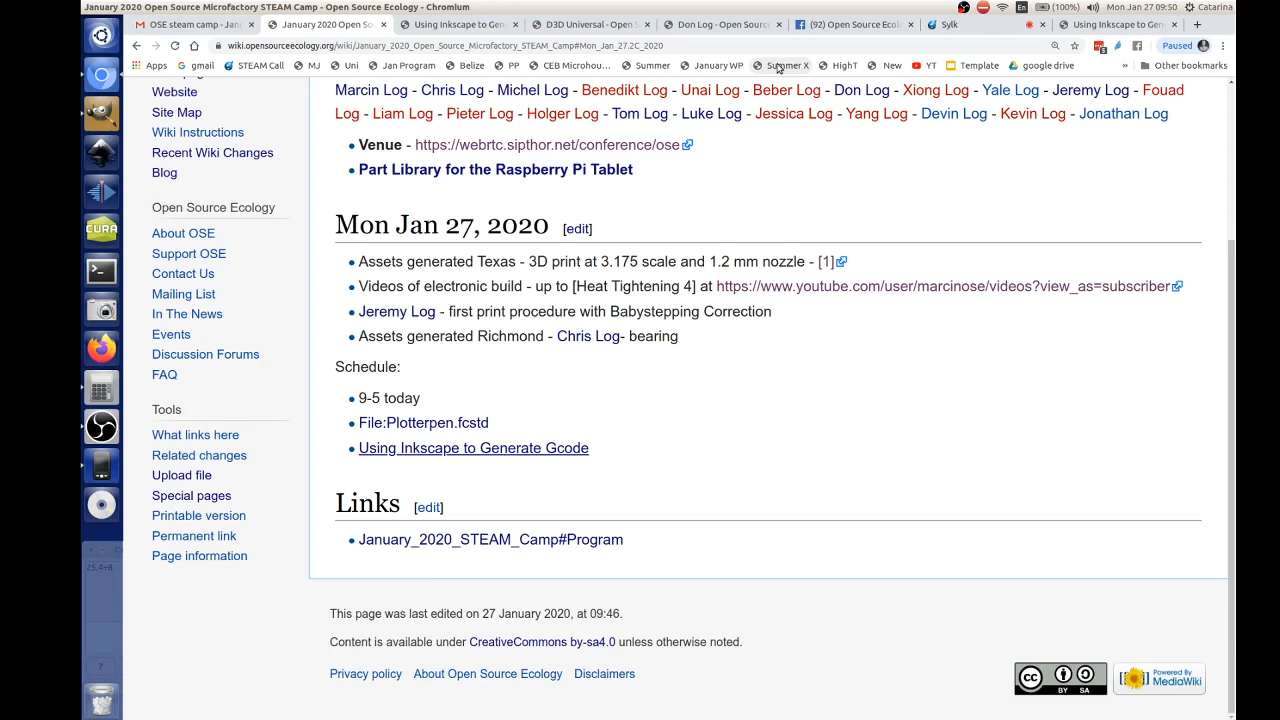 January 2020 Open Source Microfactory STEAM Camp - Open Source Ecology - Chromium
En (100%) Mon Jan 27 09:50 Catarina
OSE steam camp - Jan
January 2020 Open So
Using Inkscape to Gen
D3D Universal - Open S
Don Log - Open Source
(92) Open Source Ecol
Sylk
Using Inkscape to Gen
wiki.opensourceecology.org/wiki/January_2020_Open_Source_Microfactory_STEAM_Camp#Mon_Jan_27.2C_2020
Paused
Apps gmail STEAM Call MJ Uni Jan Program Belize PP CEB Microhou... Summer January WP Summer X HighT New YT Template google drive » Other bookmarks
Website
Site Map
Wiki Instructions
Recent Wiki Changes
Blog
Open Source Ecology
About OSE
Support OSE
Contact Us
Mailing List
In The News
Events
Discussion Forums
FAQ
Tools
What links here
Related changes
Upload file
Special pages
Printable version
Permanent link
Page information
Marcin Log - Chris Log - Michel Log - Benedikt Log - Unai Log - Beber Log - Don Log - Xiong Log - Yale Log - Jeremy Log - Fouad
Log - Liam Log - Pieter Log - Holger Log - Tom Log - Luke Log - Jessica Log - Yang Log - Devin Log - Kevin Log - Jonathan Log
• Venue - https://webrtc.sipthor.net/conference/ose
• Part Library for the Raspberry Pi Tablet
Mon Jan 27, 2020 [edit]
• Assets generated Texas - 3D print at 3.175 scale and 1.2 mm nozzle - [1]
• Videos of electronic build - up to [Heat Tightening 4] at https://www.youtube.com/user/marcinose/videos?view_as=subscriber
• Jeremy Log - first print procedure with Babystepping Correction
• Assets generated Richmond - Chris Log- bearing
Schedule:
• 9-5 today
• File:Plotterpen.fcstd
• Using Inkscape to Generate Gcode
Links [edit]
• January_2020_STEAM_Camp#Program
This page was last edited on 27 January 2020, at 09:46.
Content is available under CreativeCommons by-sa4.0 unless otherwise noted.
Privacy policy About Open Source Ecology Disclaimers
CURA
25.4÷8
7
cc BY SA
Powered By MediaWiki